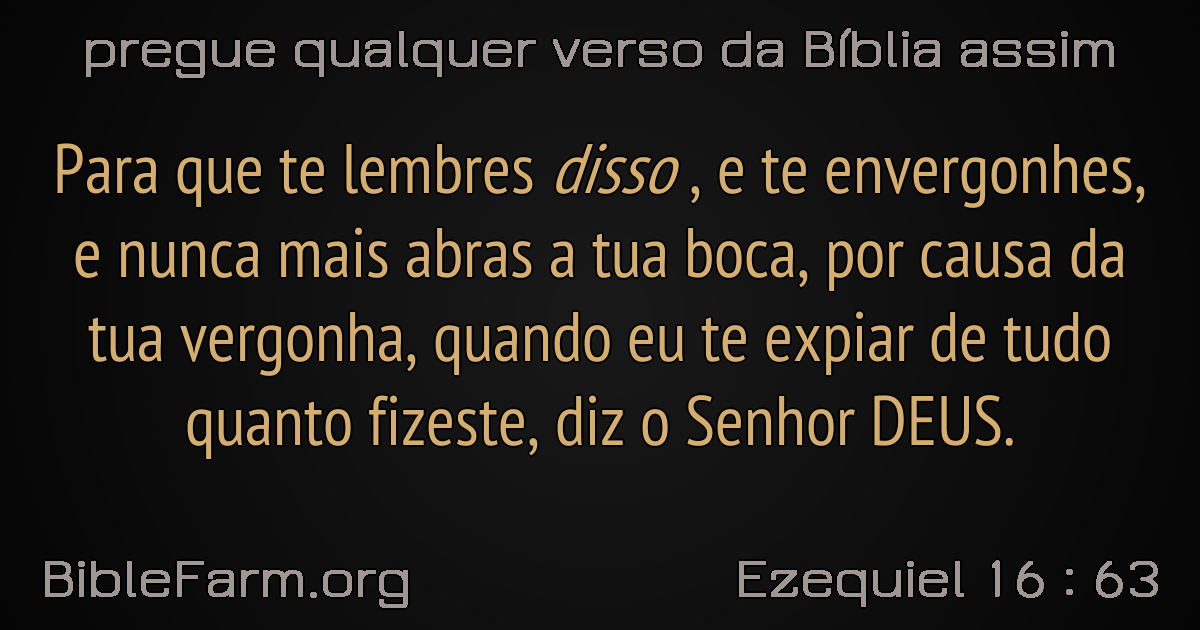 pregue qualquer verso da Bíblia assim
Para que te lembres disso , e te envergonhes,
e nunca mais abras a tua boca, por causa da
tua vergonha, quando eu te expiar de tudo
quanto fizeste, diz o Senhor DEUS.
BibleFarm.org
Ezequiel 16 : 63